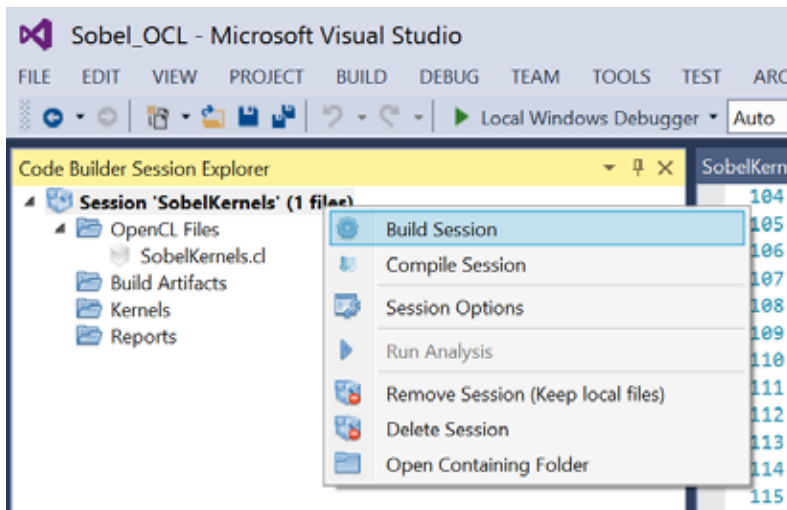 Sobel_OCL - Microsoft Visual Studio
FILE EDIT VIEW PROJECT BUILD DEBUG TEAM TOOLS TEST ARC
Local Windows Debugger Auto
Code Builder Session Explorer
SobelKern
Session 'SobelKernels' (1 files)
OpenCL Files
SobelKernels.cl
Build Artifacts
Kernels
Reports
Build Session
Compile Session
Session Options
Run Analysis
Remove Session (Keep local files)
Delete Session
Open Containing Folder
104
105
106
107
108
109
110
111
112
113
114
115